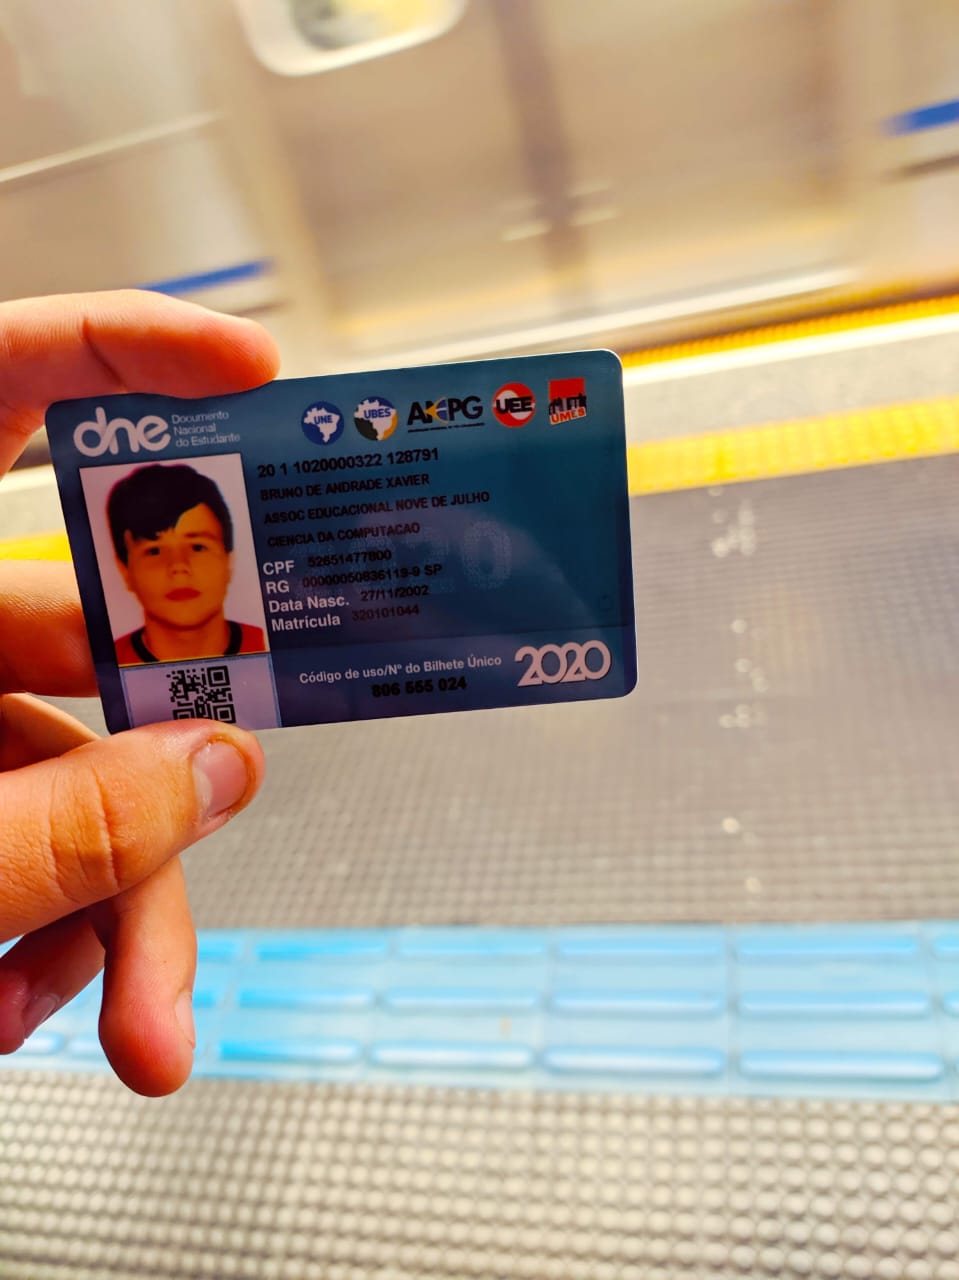 dne Documento
Nacional
do Estudante
UNE UBES ANPG UEE UMES
20 1 1020000322 128791
BRUNO DE ANDRADE XAVIER
ASSOC EDUCACIONAL NOVE DE JULHO
CIENCIA DA COMPUTACAO
CPF 52651477800
RG 00000050836119-9 SP
Data Nasc. 27/11/2002
Matrícula 320101044
Código de uso/Nº do Bilhete Único
806 555 024
2020